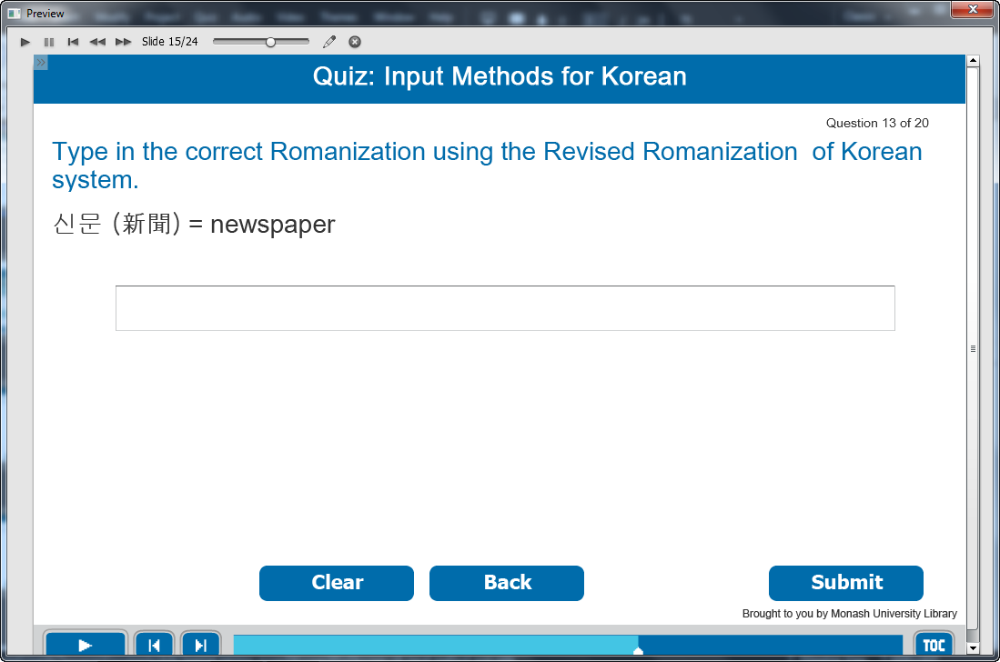 Preview
Slide 15/24
Quiz: Input Methods for Korean
Question 13 of 20
Type in the correct Romanization using the Revised Romanization of Korean
system.
신문 (新聞) = newspaper
Clear
Back
Submit
Brought to you by Monash University Library
TOC